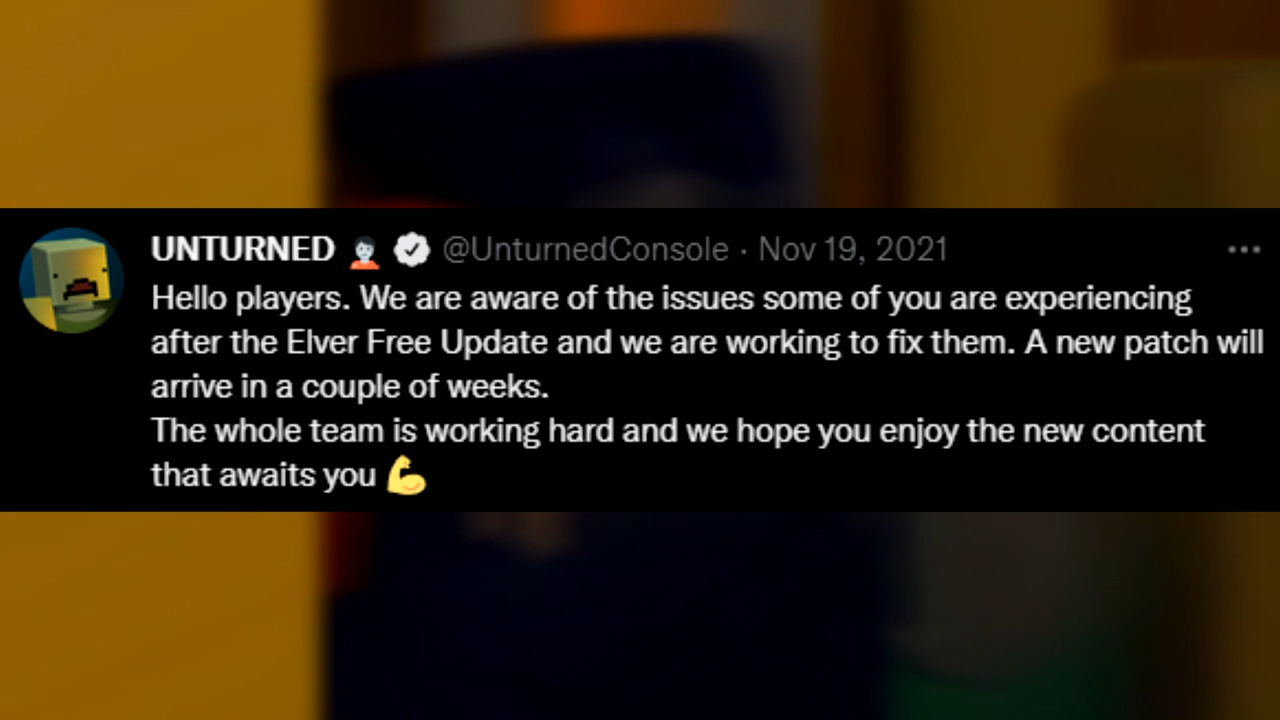 UNTURNED 🧑🏻‍🦱 @UnturnedConsole · Nov 19, 2021
Hello players. We are aware of the issues some of you are experiencing
after the Elver Free Update and we are working to fix them. A new patch will
arrive in a couple of weeks.
The whole team is working hard and we hope you enjoy the new content
that awaits you 💪